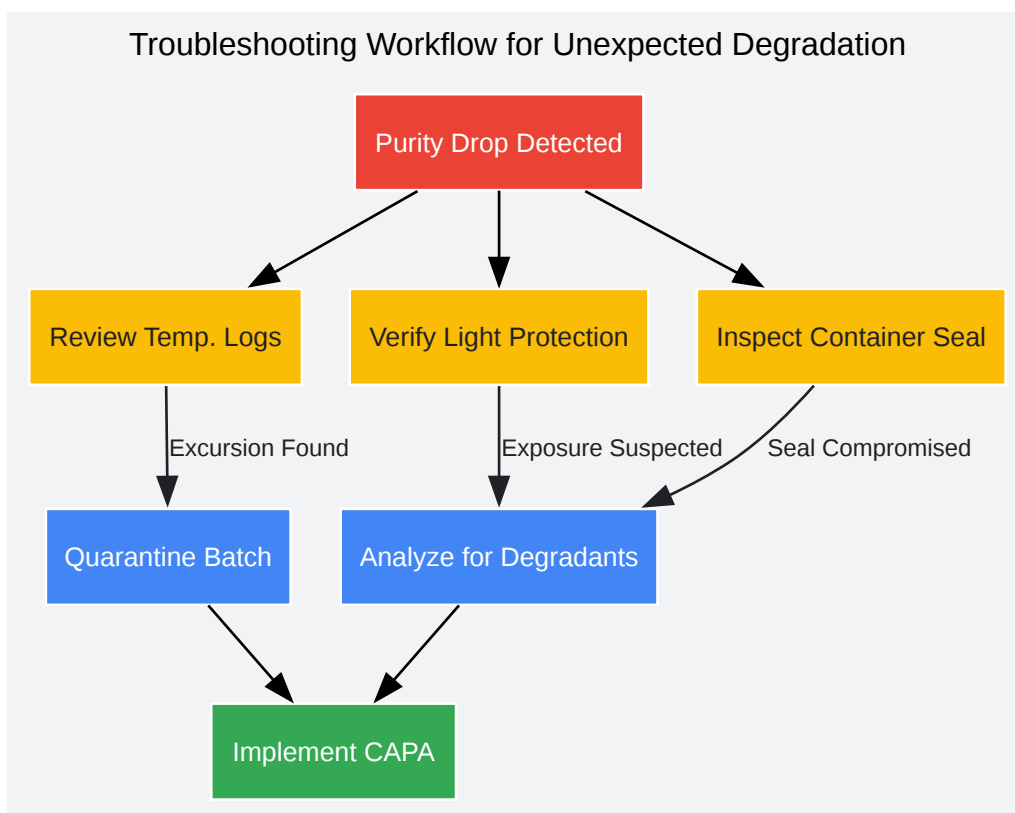 Troubleshooting Workflow for Unexpected Degradation
Purity Drop Detected
Review Temp. Logs
Verify Light Protection
Inspect Container Seal
Excursion Found
Exposure Suspected
Seal Compromised
Quarantine Batch
Analyze for Degradants
Implement CAPA